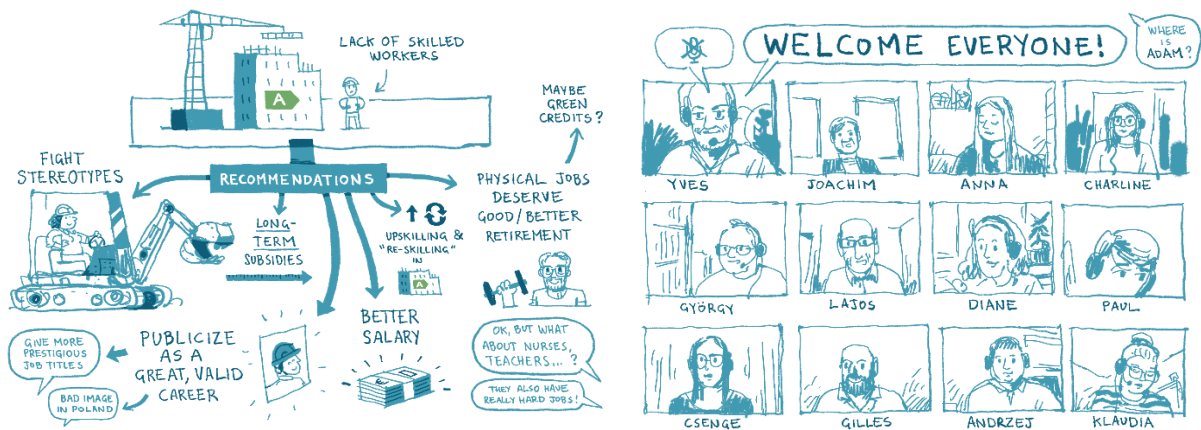 LACK OF SKILLED
WORKERS
A
MAYBE
GREEN
CREDITS?
FIGHT
STEREOTYPES
RECOMMENDATIONS
LONG-
TERM
SUBSIDIES
UPSKILLING &
"RE-SKILLING"
IN
A
PHYSICAL JOBS
DESERVE
GOOD/BETTER
RETIREMENT
PUBLICIZE
AS A
GREAT, VALID
CAREER
GIVE MORE
PRESTIGIOUS
JOB TITLES
BAD IMAGE
IN POLAND
BETTER
SALARY
OK, BUT WHAT
ABOUT NURSES,
TEACHERS...?
THEY ALSO HAVE
REALLY HARD JOBS!
WELCOME EVERYONE!
WHERE
IS
ADAM?
YVES
JOACHIM
ANNA
CHARLINE
GYÖRGY
LAJOS
DIANE
PAUL
CSENGE
GILLES
ANDRZEJ
KLAUDIA